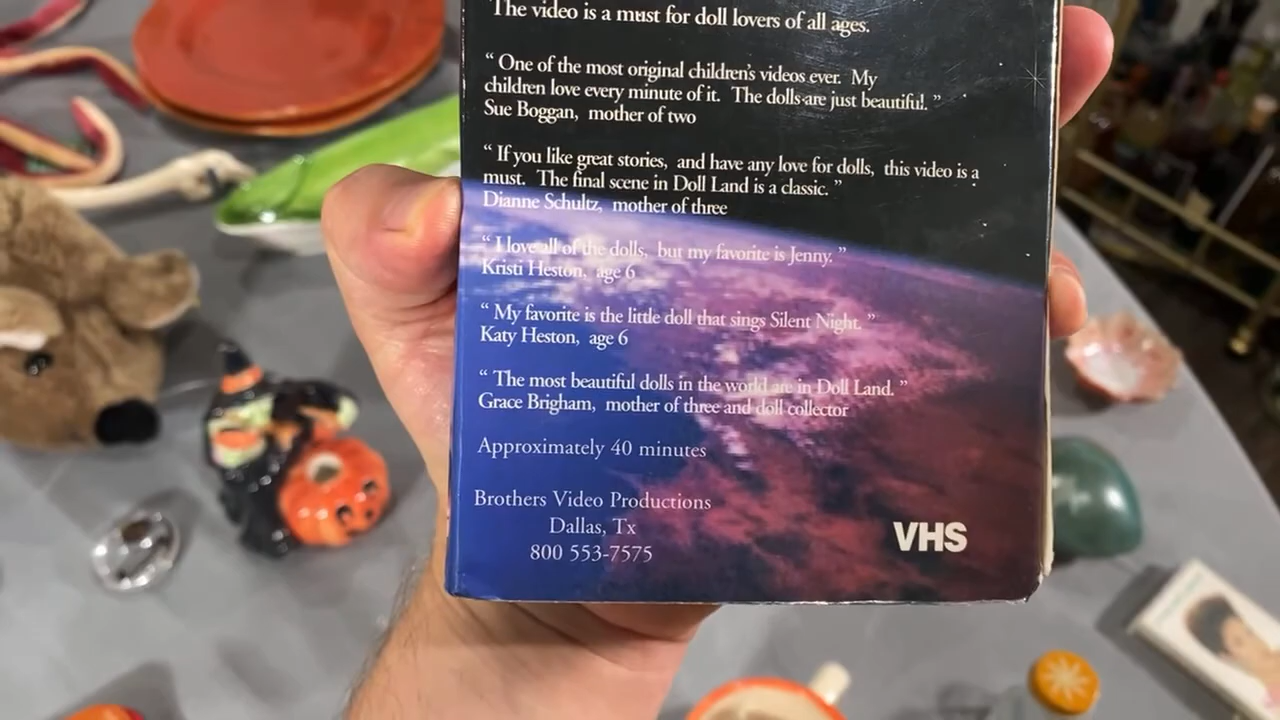 The video is a must for doll lovers of all ages.
“ One of the most original children's videos ever. My
children love every minute of it. The dolls are just beautiful. ”
Sue Boggan, mother of two
“ If you like great stories, and have any love for dolls, this video is a
must. The final scene in Doll Land is a classic. ”
Dianne Schultz, mother of three
“ I love all of the dolls, but my favorite is Jenny. ”
Kristi Heston, age 6
“ My favorite is the little doll that sings Silent Night. ”
Katy Heston, age 6
“ The most beautiful dolls in the world are in Doll Land. ”
Grace Brigham, mother of three and doll collector
Approximately 40 minutes
Brothers Video Productions
Dallas, Tx
800 553-7575
VHS